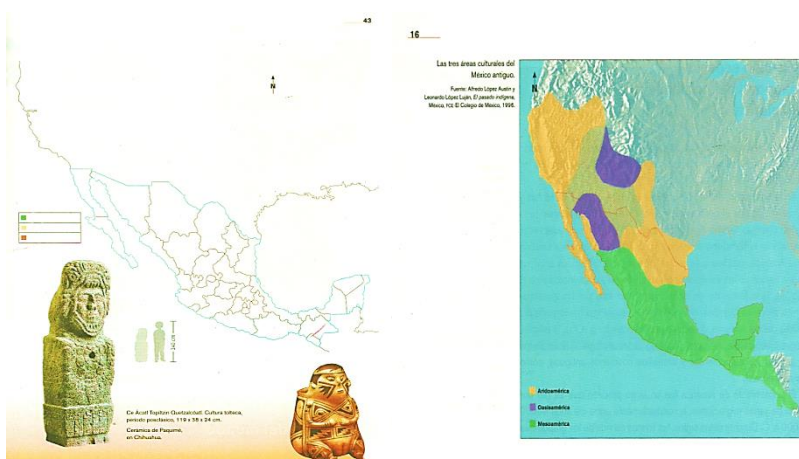 43
N
Ce Acatl Topiltzin Quetzalcóatl. Cultura tolteca,
periodo posclásico, 119 x 38 x 24 cm.
Cerámica de Paquimé,
en Chihuahua.
16
Las tres áreas culturales del
México antiguo.
Fuente: Alfredo López Austin y
Leonardo López Luján, El pasado indígena,
México, FCE-El Colegio de México, 1996.
N
Aridoamérica
Oasisamérica
Mesoamérica